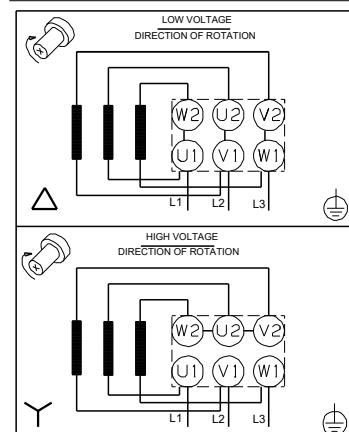 LOW VOLTAGE
DIRECTION OF ROTATION
W2 U2 V2
U1 V1 W1
L1 L2 L3
HIGH VOLTAGE
DIRECTION OF ROTATION
W2 U2 V2
U1 V1 W1
L1 L2 L3